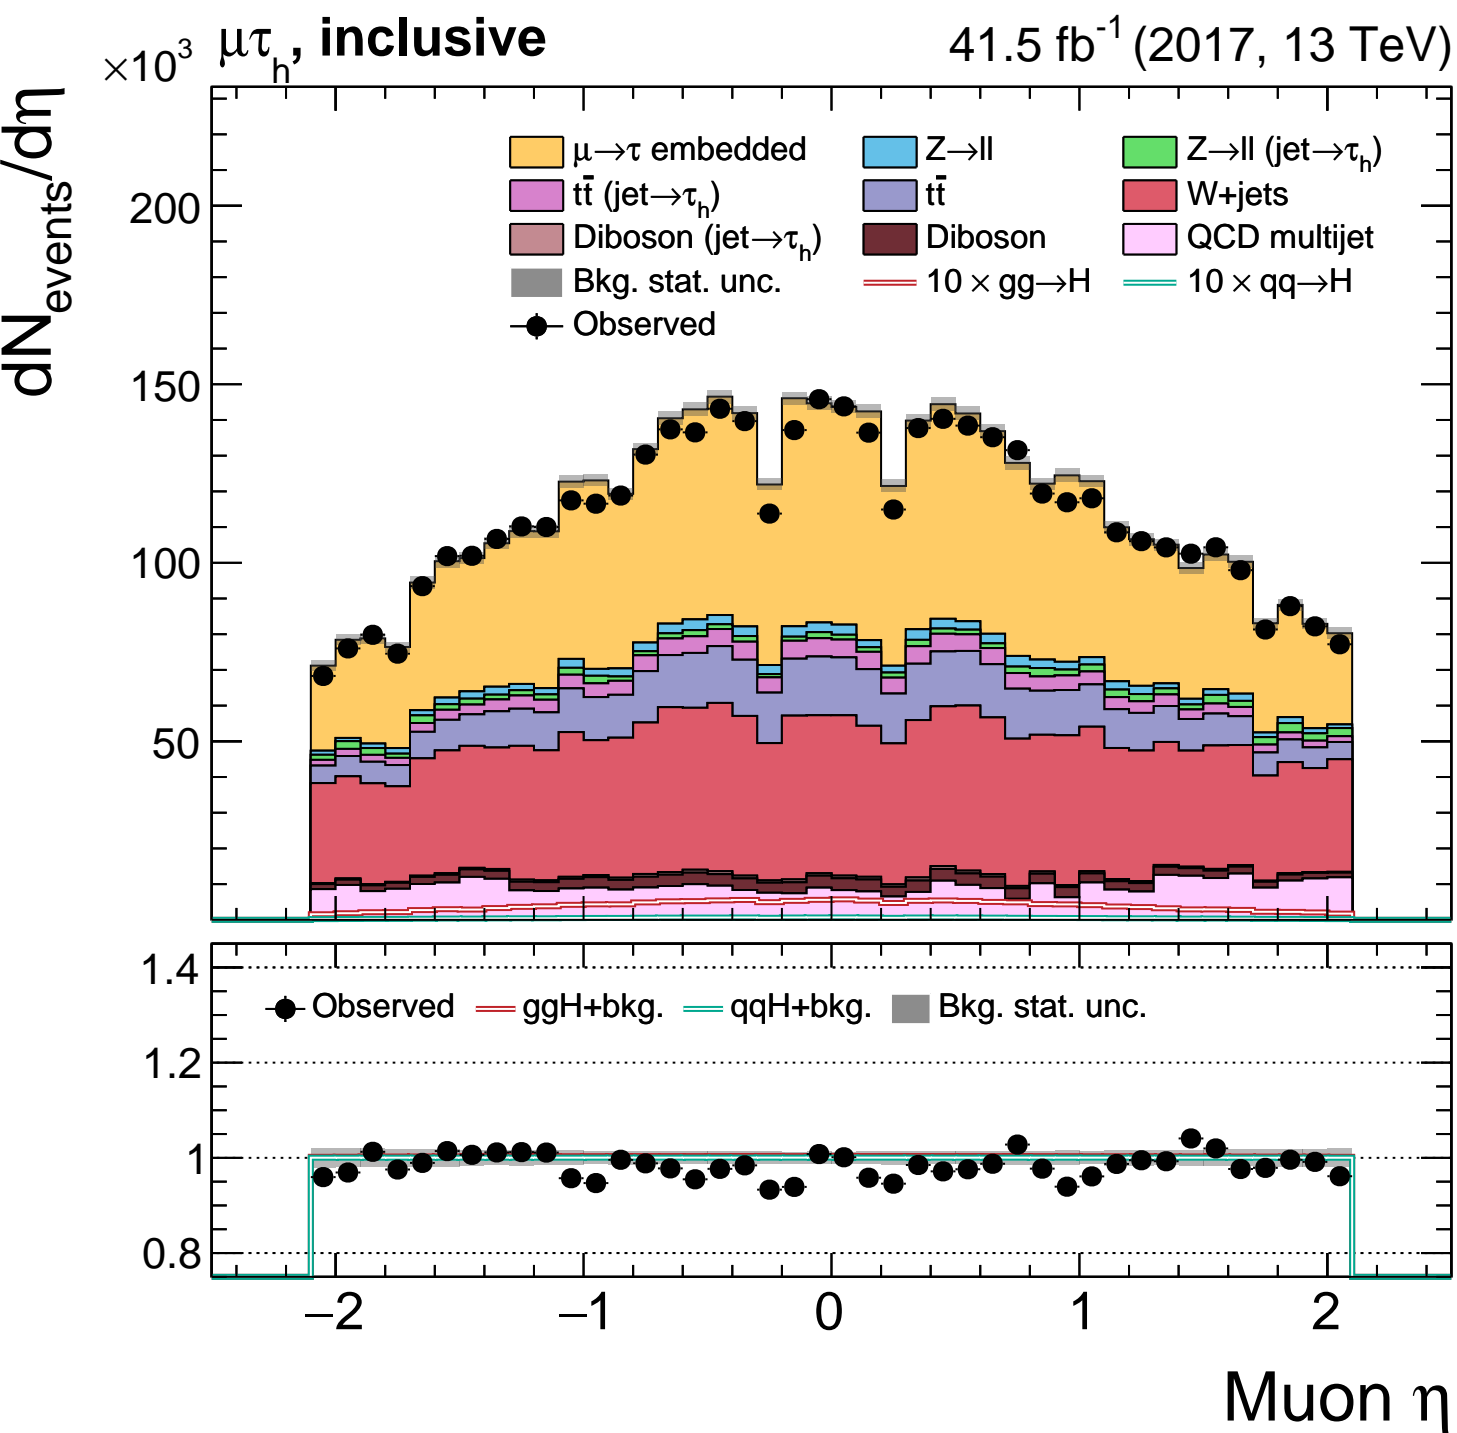 ×10³ μτₕ, inclusive 41.5 fb⁻¹ (2017, 13 TeV)
dN_events/dη
μ→τ embedded Z→ll Z→ll (jet→τₕ)
tt̄ (jet→τₕ) tt̄ W+jets
Diboson (jet→τₕ) Diboson QCD multijet
Bkg. stat. unc. 10 × gg→H 10 × qq→H
Observed
200
150
100
50
1.4
Observed ggH+bkg. qqH+bkg. Bkg. stat. unc.
1.2
1
0.8
−2 −1 0 1 2
Muon η